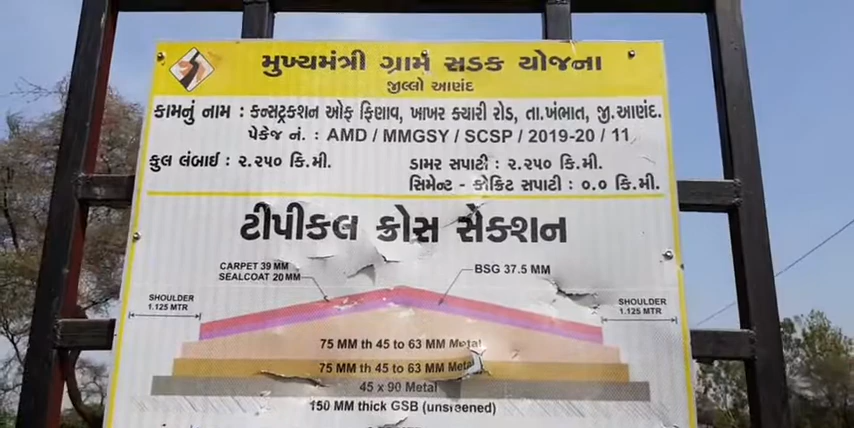 મુખ્યમંત્રી ગ્રામ સડક યોજના
જીલ્લો આણંદ
કામનું નામ : કન્સટ્રકશન ઓફ ફિણાવ, ખાખર કયારી રોડ, તા.ખંભાત, જી.આણંદ.
પેકેજ નં. : AMD / MMGSY / SCSP / 2019-20 / 11
કુલ લંબાઈ : ૨.૨૫૦ કિ.મી. ડામર સપાટી : ૨.૨૫૦ કિ.મી.
સિમેન્ટ - કોંક્રિટ સપાટી : ૦.૦ કિ.મી.
ટીપીકલ ક્રોસ સેકશન
CARPET 39 MM
SEALCOAT 20 MM
BSG 37.5 MM
SHOULDER
1.125 MTR
SHOULDER
1.125 MTR
75 MM th 45 to 63 MM Metal
75 MM th 45 to 63 MM Metal
45 x 90 Metal
150 MM thick GSB (unscreened)